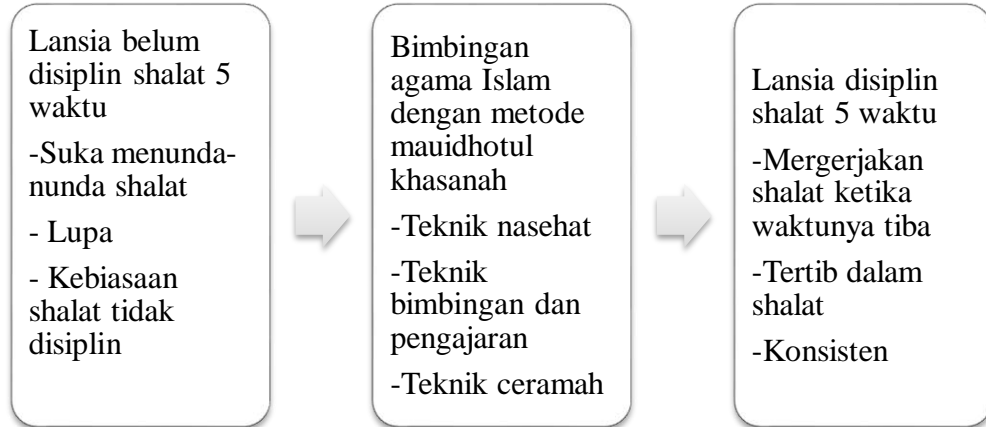 Lansia belum
disiplin shalat 5
waktu
-Suka menunda-
nunda shalat
- Lupa
- Kebiasaan
shalat tidak
disiplin
Bimbingan
agama Islam
dengan metode
mauidhotul
khasanah
-Teknik nasehat
-Teknik
bimbingan dan
pengajaran
-Teknik ceramah
Lansia disiplin
shalat 5 waktu
-Mergerjakan
shalat ketika
waktunya tiba
-Tertib dalam
shalat
-Konsisten